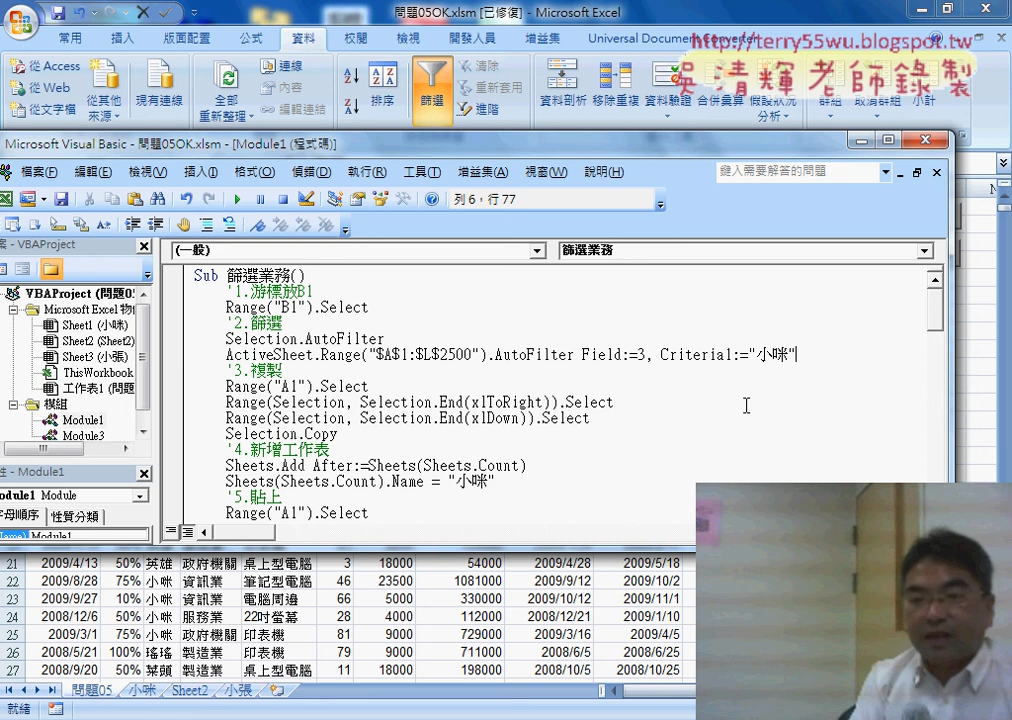 問題05OK.xlsm [已修復] - Microsoft Excel
常用 插入 版面配置 公式 資料 校閱 檢視 開發人員 增益集 Universal Document Converter
http://terry55wu.blogspot.tw
吳清輝老師錄製
從 Access
從 Web
從文字檔
從其他來源
現有連線
全部重新整理
連線
內容
編輯連結
排序
篩選
清除
重新套用
進階
資料剖析 移除重複 資料驗證 合併彙算 假設狀況分析 群組 取消群組 小計
Microsoft Visual Basic - 問題05OK.xlsm - [Module1 (程式碼)]
檔案(F) 編輯(E) 檢視(V) 插入(I) 格式(O) 偵錯(D) 執行(R) 工具(T) 增益集(A) 視窗(W) 說明(H)
鍵入需要解答的問題
列 6，行 77
案 - VBAProject
(一般) 篩選業務
VBAProject (問題05
Microsoft Excel 物
Sheet1 (小咪)
Sheet2 (Sheet2)
Sheet3 (小張)
ThisWorkbook
工作表1 (問題
模組
Module1
Module3
性 - Module1
odule1 Module
字母順序 性質分類
(Name) Module1
Sub 篩選業務()
'1.游標放B1
Range("B1").Select
'2.篩選
Selection.AutoFilter
ActiveSheet.Range("$A$1:$L$2500").AutoFilter Field:=3, Criteria1:="小咪"
'3.複製
Range("A1").Select
Range(Selection, Selection.End(xlToRight)).Select
Range(Selection, Selection.End(xlDown)).Select
Selection.Copy
'4.新增工作表
Sheets.Add After:=Sheets(Sheets.Count)
Sheets(Sheets.Count).Name = "小咪"
'5.貼上
Range("A1").Select
21 2009/4/13 50% 英雄 政府機關 桌上型電腦 3 18000 54000 2009/4/28 2009/5/18
22 2009/8/28 75% 小咪 資訊業 筆記型電腦 46 23500 1081000 2009/9/12 2009/10/2
23 2009/9/27 10% 小咪 資訊業 電腦周邊 66 5000 330000 2009/10/12 2009/11/1
24 2008/12/6 50% 小咪 服務業 22吋螢幕 28 4000 112000 2008/12/21 2009/1/10
25 2009/3/1 75% 小咪 政府機關 印表機 81 9000 729000 2009/3/16 2009/4/5
26 2008/5/21 100% 瑤瑤 製造業 印表機 79 9000 711000 2008/6/5 2008/6/25
27 2008/9/20 50% 菜頭 製造業 桌上型電腦 11 18000 198000 2008/10/5 2008/10/25
問題05 小咪 Sheet2 小張
就緒